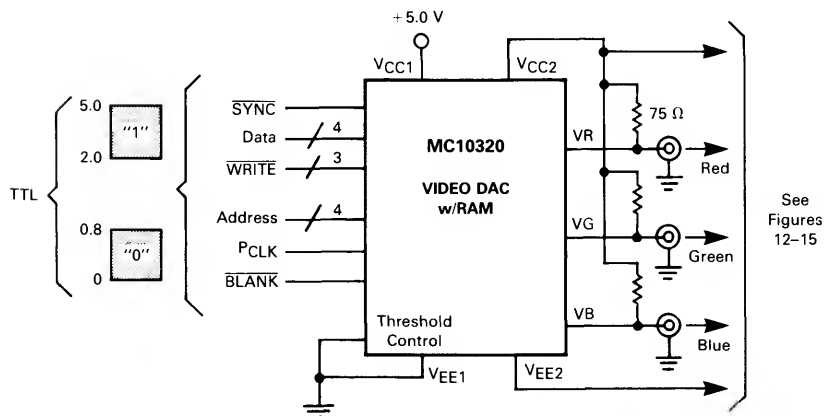 +5.0 V
VCC1
VCC2
TTL
5.0
"1"
2.0
0.8
"0"
0
SYNC
Data
4
WRITE
3
Address
4
PCLK
BLANK
Threshold
Control
MC10320
VIDEO DAC
w/RAM
VR
VG
VB
75 Ω
Red
Green
Blue
VEE1
VEE2
See
Figures
12–15